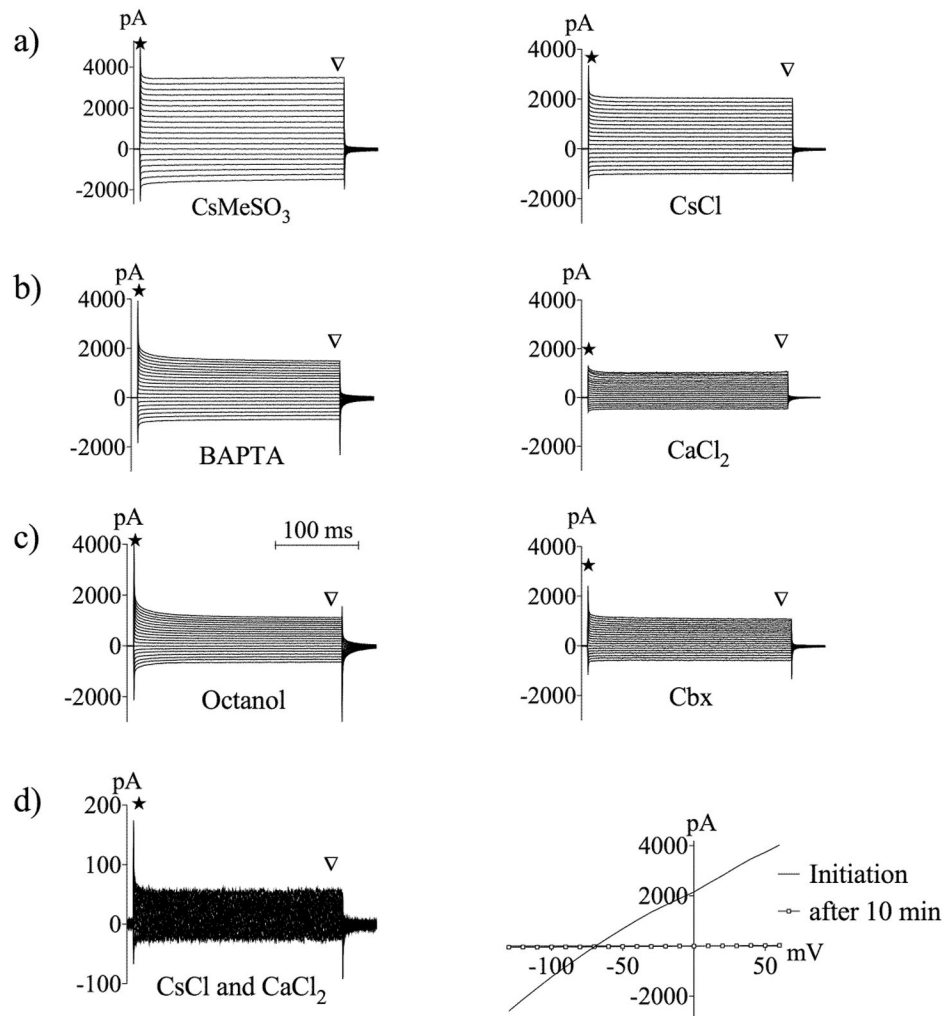 a)
pA
4000
2000
0
-2000
CsMeSO3
pA
4000
2000
0
-2000
CsCl
b)
pA
4000
2000
0
-2000
BAPTA
pA
4000
2000
0
-2000
CaCl2
c)
pA
4000
2000
0
-2000
100 ms
Octanol
pA
4000
2000
0
-2000
Cbx
d)
pA
200
100
0
-100
CsCl and CaCl2
pA
4000
2000
-2000
-100 -50 50 mV
Initiation
after 10 min